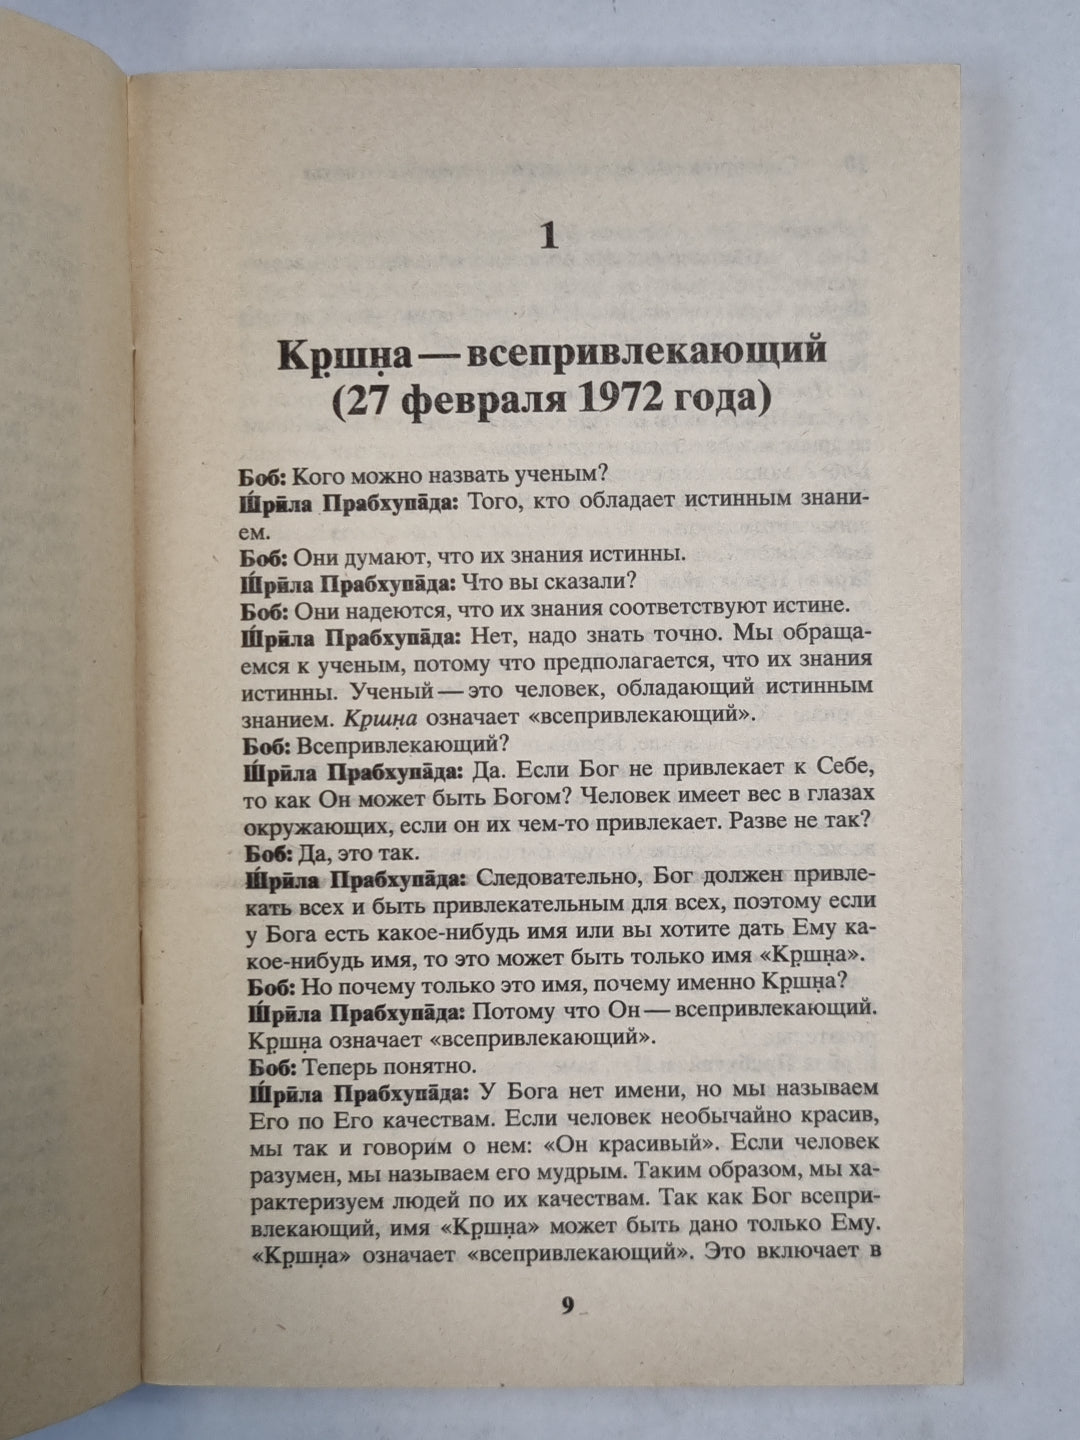 1
Кр̣шн̣а — всепривлекающий
(27 февраля 1972 года)
Боб: Кого можно назвать ученым?
Ш́рӣла Прабхупа̄да: Того, кто обладает истинным знани-
ем.
Боб: Они думают, что их знания истинны.
Ш́рӣла Прабхупа̄да: Что вы сказали?
Боб: Они надеются, что их знания соответствуют истине.
Ш́рӣла Прабхупа̄да: Нет, надо знать точно. Мы обраща-
емся к ученым, потому что предполагается, что их знания
истинны. Ученый — это человек, обладающий истинным
знанием. Кр̣шн̣а означает «всепривлекающий».
Боб: Всепривлекающий?
Ш́рӣла Прабхупа̄да: Да. Если Бог не привлекает к Себе,
то как Он может быть Богом? Человек имеет вес в глазах
окружающих, если он их чем-то привлекает. Разве не так?
Боб: Да, это так.
Ш́рӣла Прабхупа̄да: Следовательно, Бог должен привле-
кать всех и быть привлекательным для всех, поэтому если
у Бога есть какое-нибудь имя или вы хотите дать Ему ка-
кое-нибудь имя, то это может быть только имя «Кр̣шн̣а».
Боб: Но почему только это имя, почему именно Кр̣шн̣а?
Ш́рӣла Прабхупа̄да: Потому что Он — всепривлекающий.
Кр̣шн̣а означает «всепривлекающий».
Боб: Теперь понятно.
Ш́рӣла Прабхупа̄да: У Бога нет имени, но мы называем
Его по Его качествам. Если человек необычайно красив,
мы так и говорим о нем: «Он красивый». Если человек
разумен, мы называем его мудрым. Таким образом, мы ха-
рактеризуем людей по их качествам. Так как Бог всепри-
влекающий, имя «Кр̣шн̣а» может быть дано только Ему.
«Кр̣шн̣а» означает «всепривлекающий». Это включает в
9